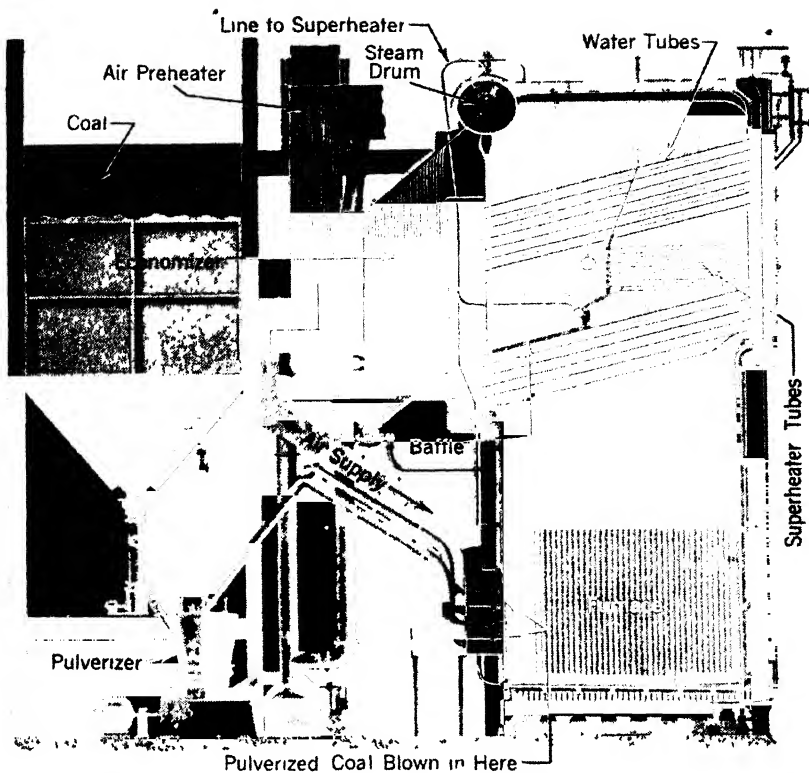 Line to Superheater
Steam
Drum
Water Tubes
Air Preheater
Coal
Economizer
Baffle
Air Supply
Superheater Tubes
Furnace
Pulverizer
Pulverized Coal Blown in Here